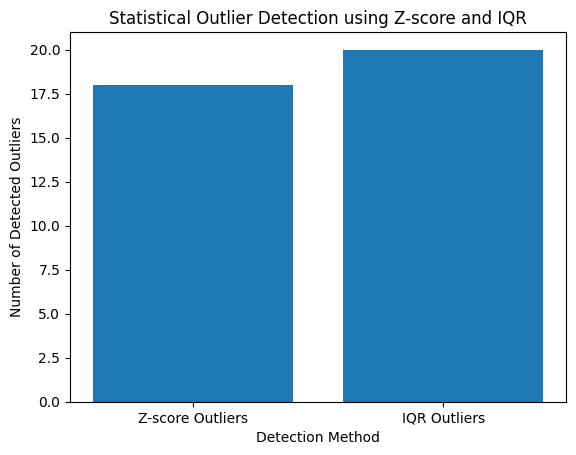 Statistical Outlier Detection using Z-score and IQR
Number of Detected Outliers
20.0
17.5
15.0
12.5
10.0
7.5
5.0
2.5
0.0
Z-score Outliers
IQR Outliers
Detection Method